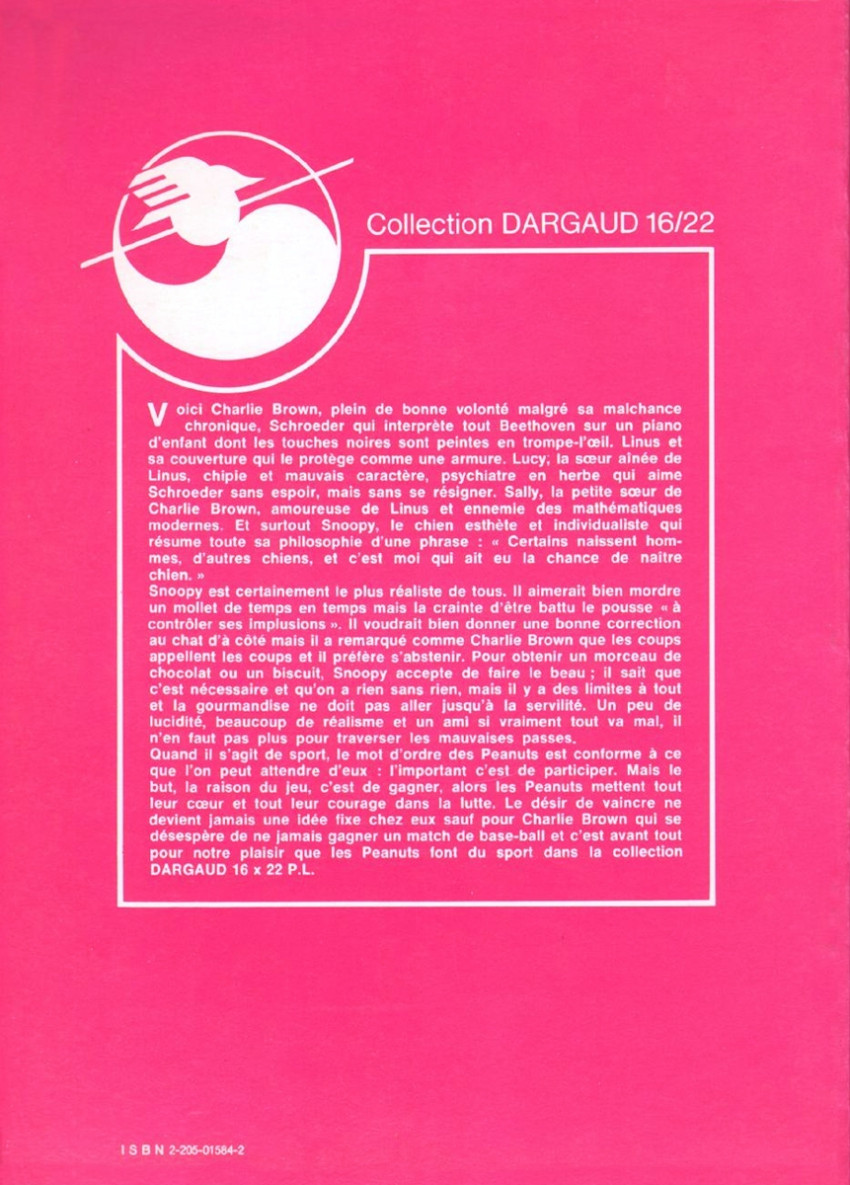 Collection DARGAUD 16/22
Voici Charlie Brown, plein de bonne volonté malgré sa malchance
chronique, Schroeder qui interprète tout Beethoven sur un piano
d'enfant dont les touches noires sont peintes en trompe-l'œil. Linus et
sa couverture qui le protège comme une armure. Lucy, la sœur aînée de
Linus, chipie et mauvais caractère, psychiatre en herbe qui aime
Schroeder sans espoir, mais sans se résigner. Sally, la petite sœur de
Charlie Brown, amoureuse de Linus et ennemie des mathématiques
modernes. Et surtout Snoopy, le chien esthète et individualiste qui
résume toute sa philosophie d'une phrase : « Certains naissent hom-
mes, d'autres chiens, et c'est moi qui ait eu la chance de naître
chien. »
Snoopy est certainement le plus réaliste de tous. Il aimerait bien mordre
un mollet de temps en temps mais la crainte d'être battu le pousse « à
contrôler ses implusions ». Il voudrait bien donner une bonne correction
au chat d'à côté mais il a remarqué comme Charlie Brown que les coups
appellent les coups et il préfère s'abstenir. Pour obtenir un morceau de
chocolat ou un biscuit, Snoopy accepte de faire le beau ; il sait que
c'est nécessaire et qu'on a rien sans rien, mais il y a des limites à tout
et la gourmandise ne doit pas aller jusqu'à la servilité. Un peu de
lucidité, beaucoup de réalisme et un ami si vraiment tout va mal, il
n'en faut pas plus pour traverser les mauvaises passes.
Quand il s'agit de sport, le mot d'ordre des Peanuts est conforme à ce
que l'on peut attendre d'eux : l'important c'est de participer. Mais le
but, la raison du jeu, c'est de gagner, alors les Peanuts mettent tout
leur cœur et tout leur courage dans la lutte. Le désir de vaincre ne
devient jamais une idée fixe chez eux sauf pour Charlie Brown qui se
désespère de ne jamais gagner un match de base-ball et c'est avant tout
pour notre plaisir que les Peanuts font du sport dans la collection
DARGAUD 16 x 22 P.L.
ISBN 2-205-01584-2